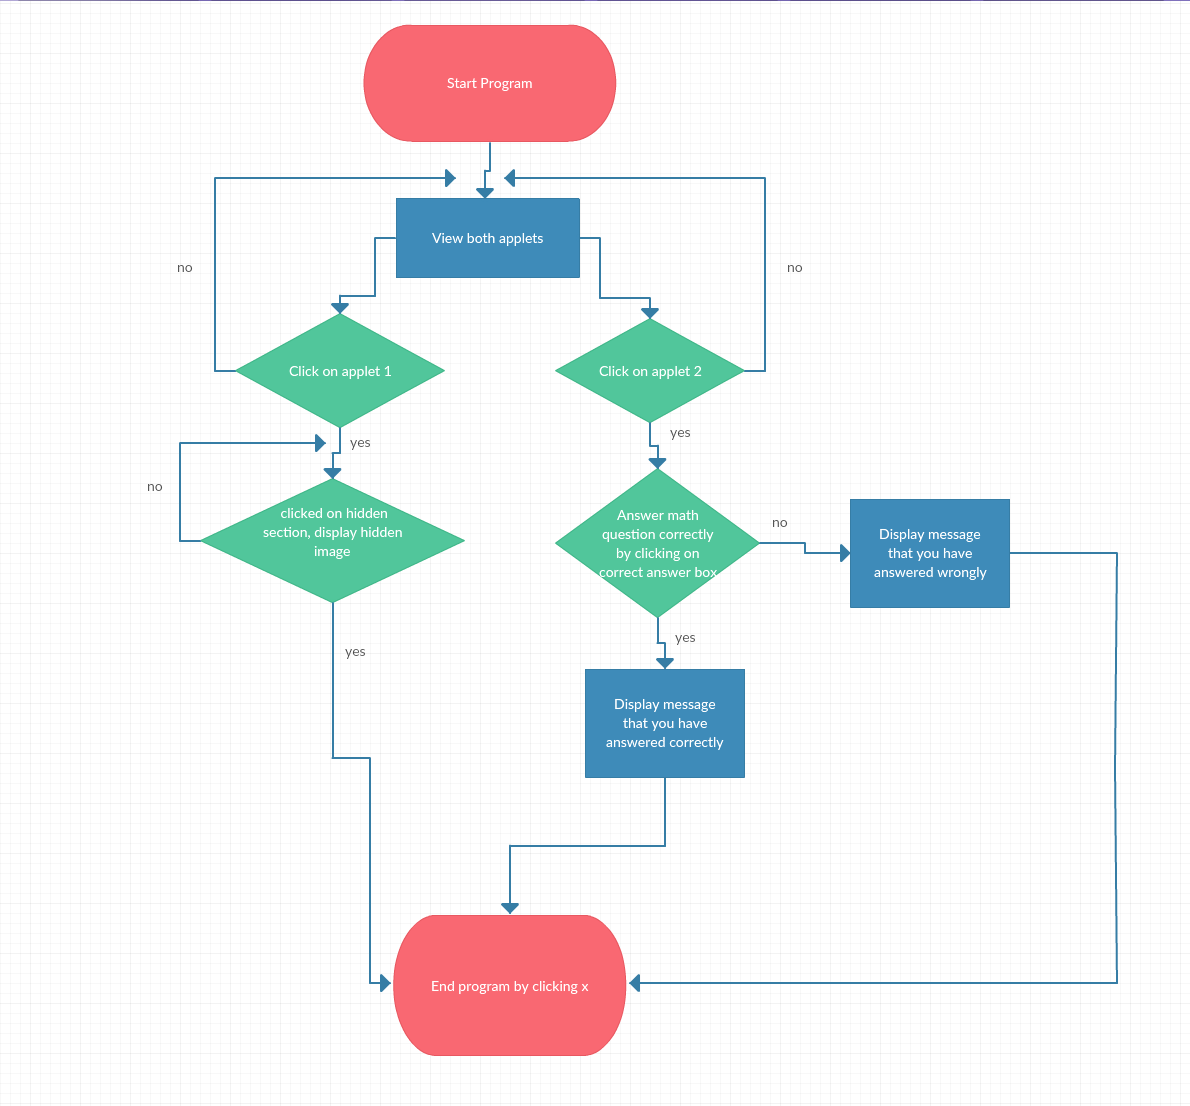 Start Program
View both applets
no
no
Click on applet 1
Click on applet 2
yes
yes
no
clicked on hidden
section, display hidden
image
Answer math
question correctly
by clicking on
correct answer box
no
Display message
that you have
answered wrongly
yes
yes
Display message
that you have
answered correctly
End program by clicking x